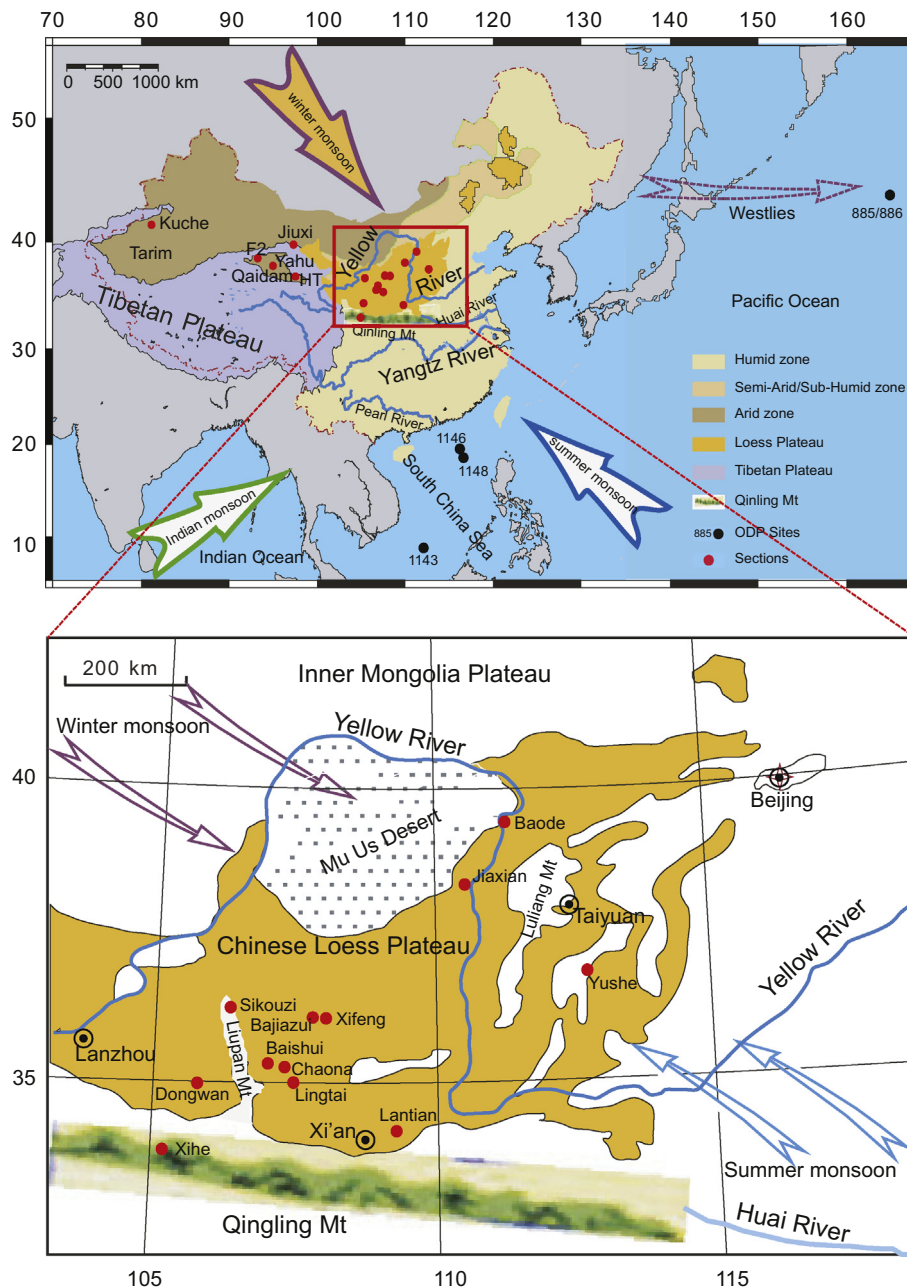 70 80 90 100 110 120 130 140 150 160
0 500 1000 km
50
40
30
20
10
winter monsoon
Westlies
885/886
Kuche
Tarim
Jiuxi
F2
Yahu
Qaidam
HT
Yellow
River
Huai River
Tibetan Plateau
Qinling Mt
Yangtz River
Pearl River
Pacific Ocean
1146
1148
South China Sea
summer monsoon
Indian monsoon
Indian Qcean
1143
Humid zone
Semi-Arid/Sub-Humid zone
Arid zone
Loess Plateau
Tibetan Plateau
Qinling Mt
885 ODP Sites
Sections
200 km
Inner Mongolia Plateau
Winter monsoon
Yellow River
40
Beijing
Mu Us Desert
Baode
Jiaxian
Luliang Mt
Taiyuan
Chinese Loess Plateau
Yushe
Yellow River
Sikouzi
Bajiazui
Xifeng
Lanzhou
Liupan Mt
Baishui
Chaona
35
Dongwan
Lingtai
Lantian
Xi'an
Xihe
Summer monsoon
Qingling Mt
Huai River
105 110 115